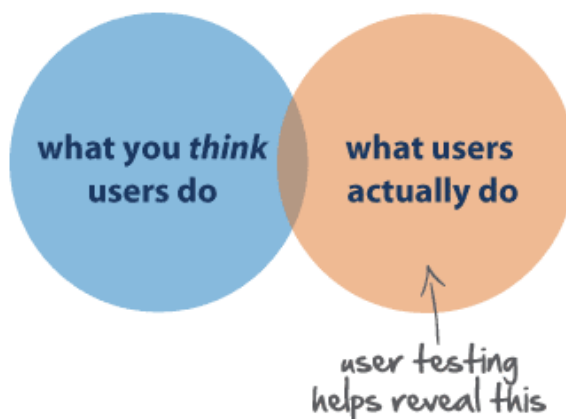 what you think
users do
what users
actually do
user testing
helps reveal this